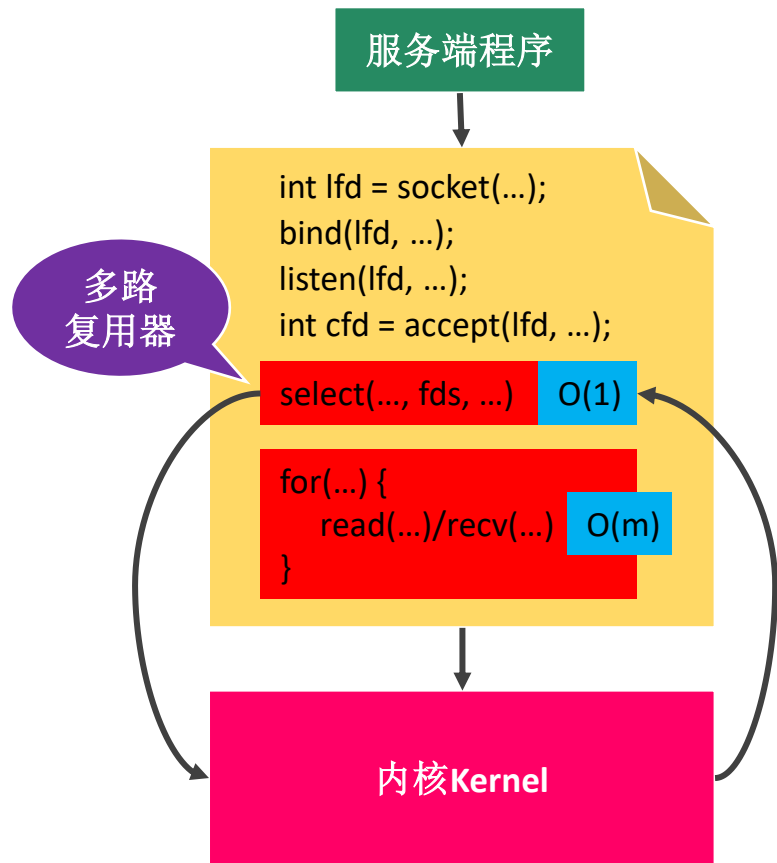 服务端程序
int lfd = socket(…);
bind(lfd, …);
listen(lfd, …);
int cfd = accept(lfd, …);
多路
复用器
select(…, fds, …) O(1)
for(…) {
read(…)/recv(…) O(m)
}
内核Kernel